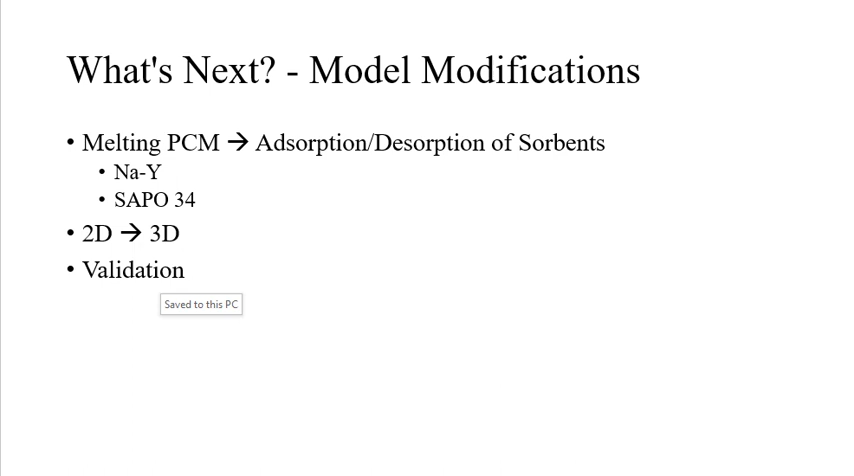 What's Next? - Model Modifications
• Melting PCM → Adsorption/Desorption of Sorbents
• Na-Y
• SAPO 34
• 2D → 3D
• Validation
Saved to this PC